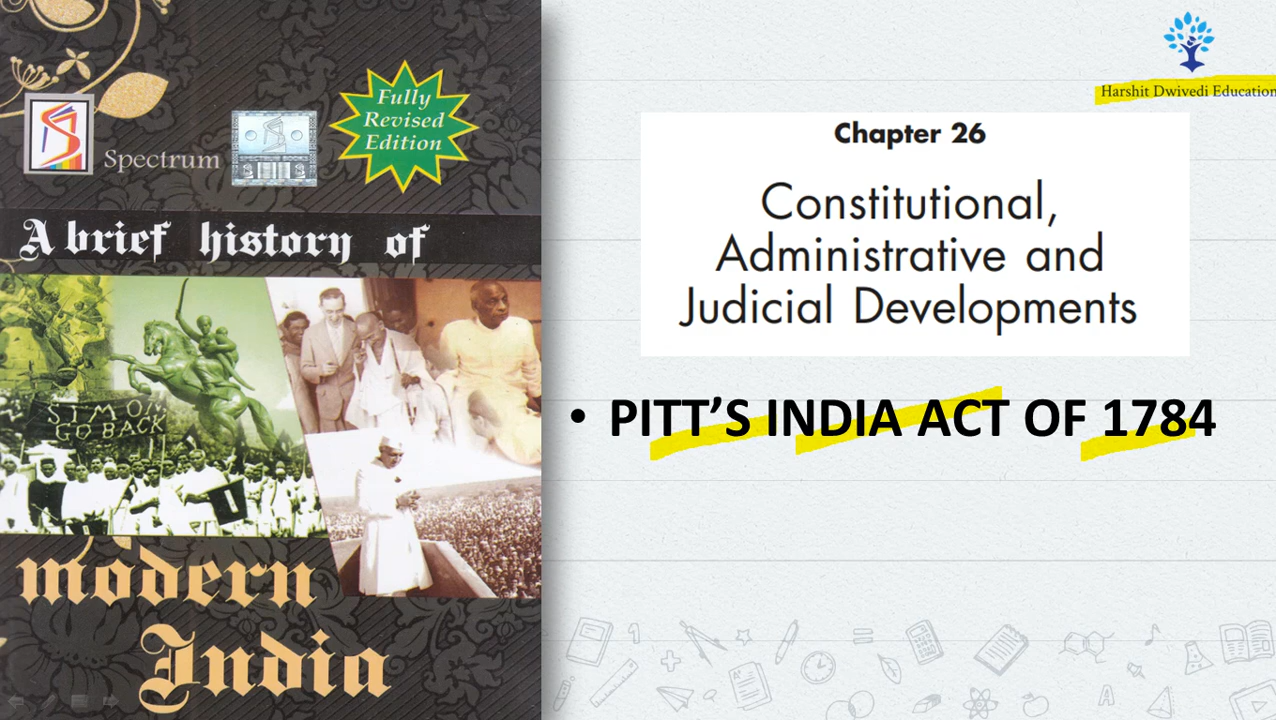 Fully
Revised
Edition
Spectrum
A brief history of
SIMON
GO BACK
modern
India
Harshit Dwivedi Education
Chapter 26
Constitutional,
Administrative and
Judicial Developments
• PITT’S INDIA ACT OF 1784